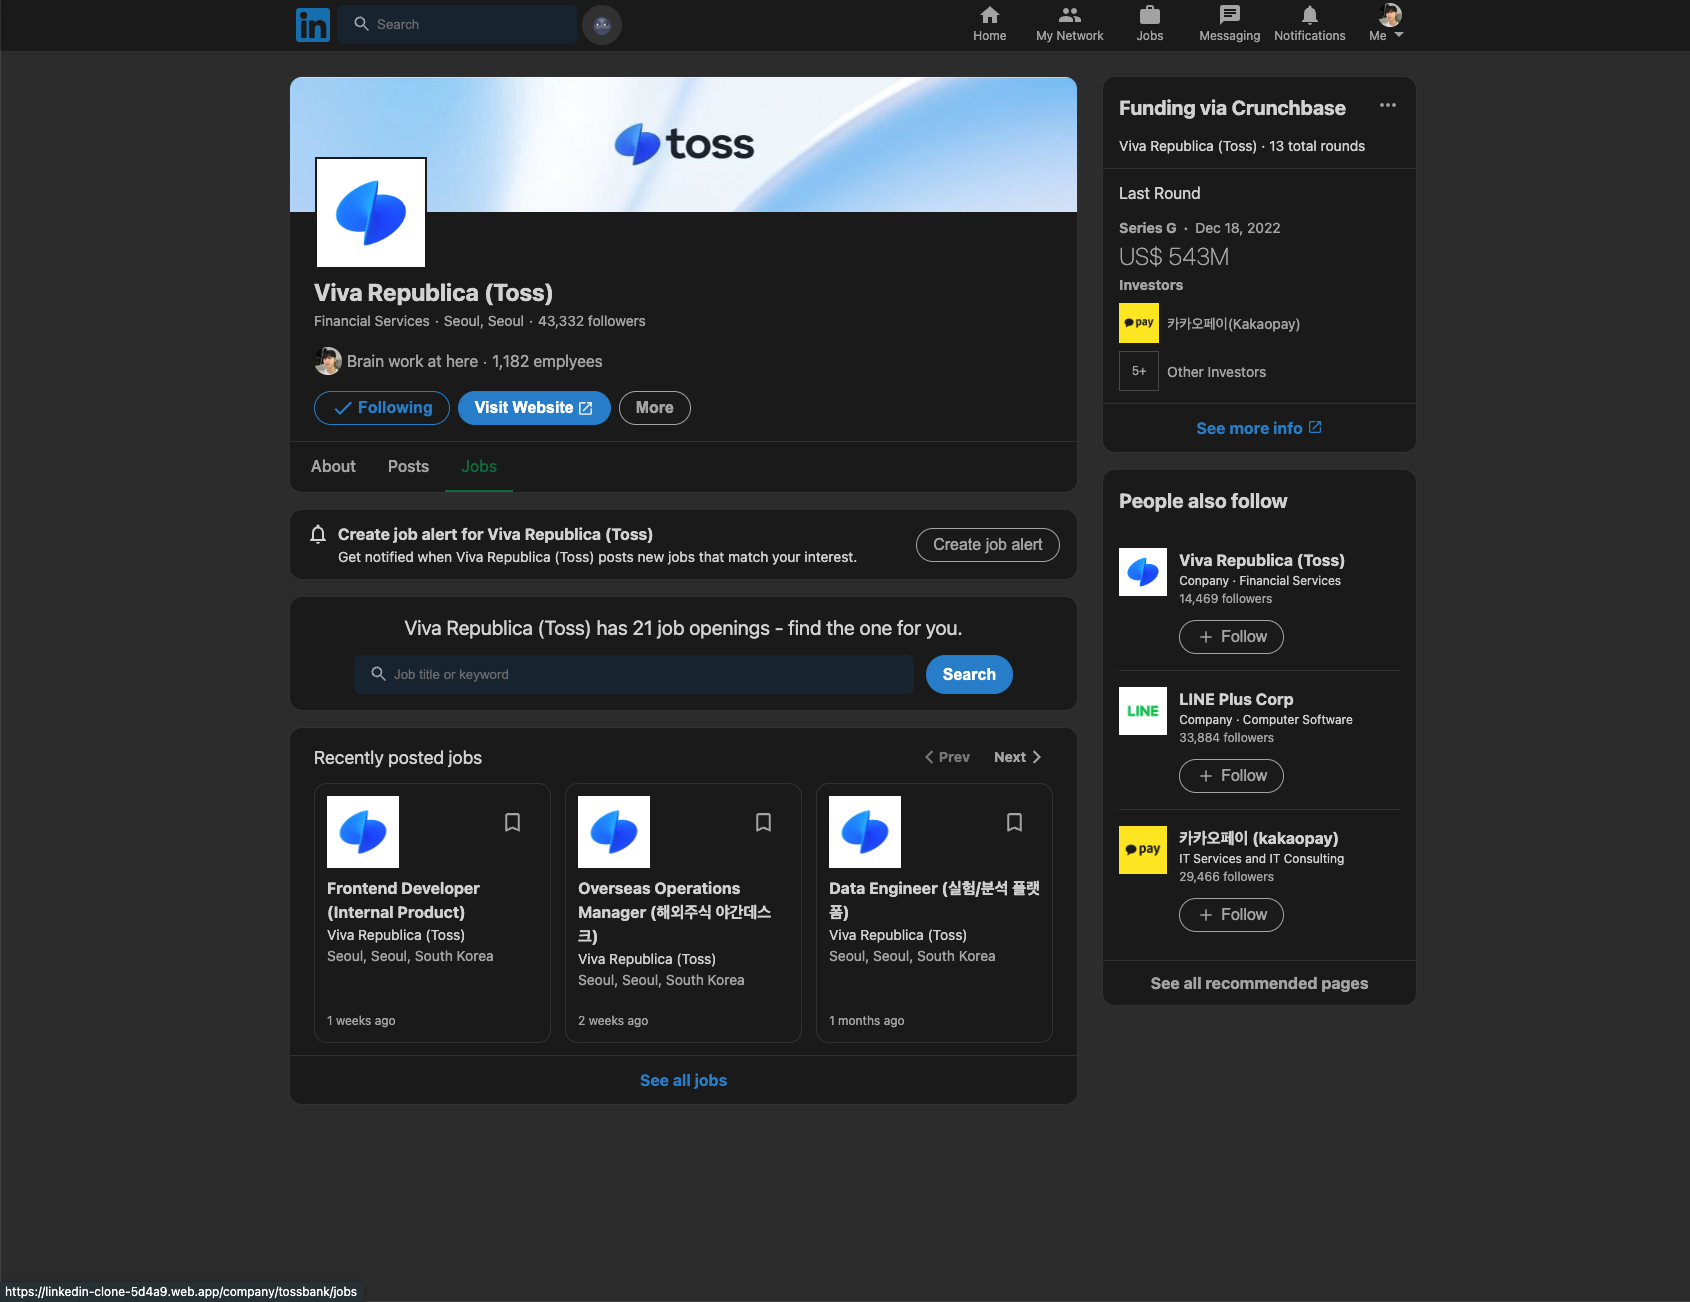 in
Search
Home
My Network
Jobs
Messaging
Notifications
Me
toss
Viva Republica (Toss)
Financial Services · Seoul, Seoul · 43,332 followers
Brain work at here · 1,182 emplyees
Following
Visit Website
More
About
Posts
Jobs
Create job alert for Viva Republica (Toss)
Get notified when Viva Republica (Toss) posts new jobs that match your interest.
Create job alert
Viva Republica (Toss) has 21 job openings - find the one for you.
Job title or keyword
Search
Recently posted jobs
Prev
Next
Frontend Developer
(Internal Product)
Viva Republica (Toss)
Seoul, Seoul, South Korea
1 weeks ago
Overseas Operations
Manager (해외주식 야간데스
크)
Viva Republica (Toss)
Seoul, Seoul, South Korea
2 weeks ago
Data Engineer (실험/분석 플랫
폼)
Viva Republica (Toss)
Seoul, Seoul, South Korea
1 months ago
See all jobs
Funding via Crunchbase
Viva Republica (Toss) · 13 total rounds
Last Round
Series G · Dec 18, 2022
US$ 543M
Investors
pay
카카오페이(Kakaopay)
5+
Other Investors
See more info
People also follow
Viva Republica (Toss)
Conpany · Financial Services
14,469 followers
+ Follow
LINE
LINE Plus Corp
Company · Computer Software
33,884 followers
+ Follow
pay
카카오페이 (kakaopay)
IT Services and IT Consulting
29,466 followers
+ Follow
See all recommended pages
https://linkedin-clone-5d4a9.web.app/company/tossbank/jobs